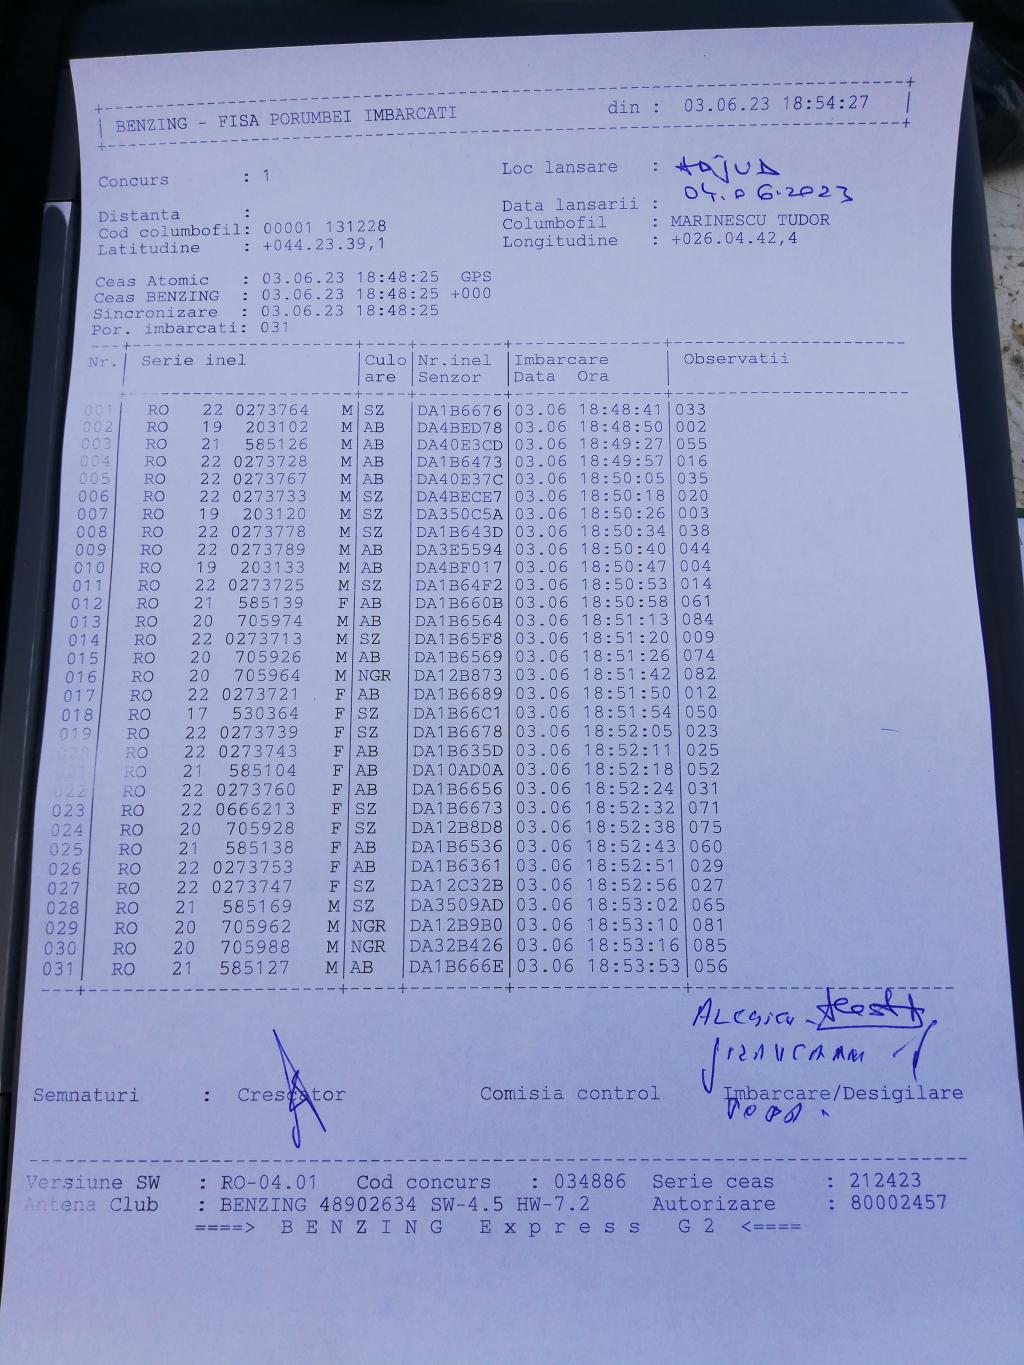 BENZING - FISA PORUMBEI IMBARCATI din : 03.06.23 18:54:27
Concurs : 1 Loc lansare : Adjud
Distanta : Data lansarii : 04.06.2023
Cod columbofil: 00001 131228 Columbofil : MARINESCU TUDOR
Latitudine : +044.23.39,1 Longitudine : +026.04.42,4
Ceas Atomic : 03.06.23 18:48:25 GPS
Ceas BENZING : 03.06.23 18:48:25 +000
Sincronizare : 03.06.23 18:48:25
Por. imbarcati: 031
Nr. Serie inel Culo Nr.inel Imbarcare Observatii
are Senzor Data Ora
001 RO 22 0273764 M SZ DA1B6676 03.06 18:48:41 033
002 RO 19 203102 M AB DA4BED78 03.06 18:48:50 002
003 RO 21 585126 M AB DA40E3CD 03.06 18:49:27 055
004 RO 22 0273728 M AB DA1B6473 03.06 18:49:57 016
005 RO 22 0273767 M AB DA40E37C 03.06 18:50:05 035
006 RO 22 0273733 M SZ DA4BECE7 03.06 18:50:18 020
007 RO 19 203120 M SZ DA350C5A 03.06 18:50:26 003
008 RO 22 0273778 M SZ DA1B643D 03.06 18:50:34 038
009 RO 22 0273789 M AB DA3E5594 03.06 18:50:40 044
010 RO 19 203133 M AB DA4BF017 03.06 18:50:47 004
011 RO 22 0273725 M SZ DA1B64F2 03.06 18:50:53 014
012 RO 21 585139 F AB DA1B660B 03.06 18:50:58 061
013 RO 20 705974 M AB DA1B6564 03.06 18:51:13 084
014 RO 22 0273713 M SZ DA1B65F8 03.06 18:51:20 009
015 RO 20 705926 M AB DA1B6569 03.06 18:51:26 074
016 RO 20 705964 M NGR DA12B873 03.06 18:51:42 082
017 RO 22 0273721 F AB DA1B6689 03.06 18:51:50 012
018 RO 17 530364 F SZ DA1B66C1 03.06 18:51:54 050
019 RO 22 0273739 F SZ DA1B6678 03.06 18:52:05 023
RO 22 0273743 F AB DA1B635D 03.06 18:52:11 025
RO 21 585104 F AB DA10AD0A 03.06 18:52:18 052
022 RO 22 0273760 F AB DA1B6656 03.06 18:52:24 031
023 RO 22 0666213 F SZ DA1B6673 03.06 18:52:32 071
024 RO 20 705928 F SZ DA12B8D8 03.06 18:52:38 075
025 RO 21 585138 F AB DA1B6536 03.06 18:52:43 060
026 RO 22 0273753 F AB DA1B6361 03.06 18:52:51 029
027 RO 22 0273747 F SZ DA12C32B 03.06 18:52:56 027
028 RO 21 585169 M SZ DA3509AD 03.06 18:53:02 065
029 RO 20 705962 M NGR DA12B9B0 03.06 18:53:10 081
030 RO 20 705988 M NGR DA32B426 03.06 18:53:16 085
031 RO 21 585127 M AB DA1B666E 03.06 18:53:53 056
Semnaturi : Crescator Comisia control Imbarcare/Desigilare
Versiune SW : RO-04.01 Cod concurs : 034886 Serie ceas : 212423
Antena Club : BENZING 48902634 SW-4.5 HW-7.2 Autorizare : 80002457
====> B E N Z I N G E x p r e s s G 2 <====